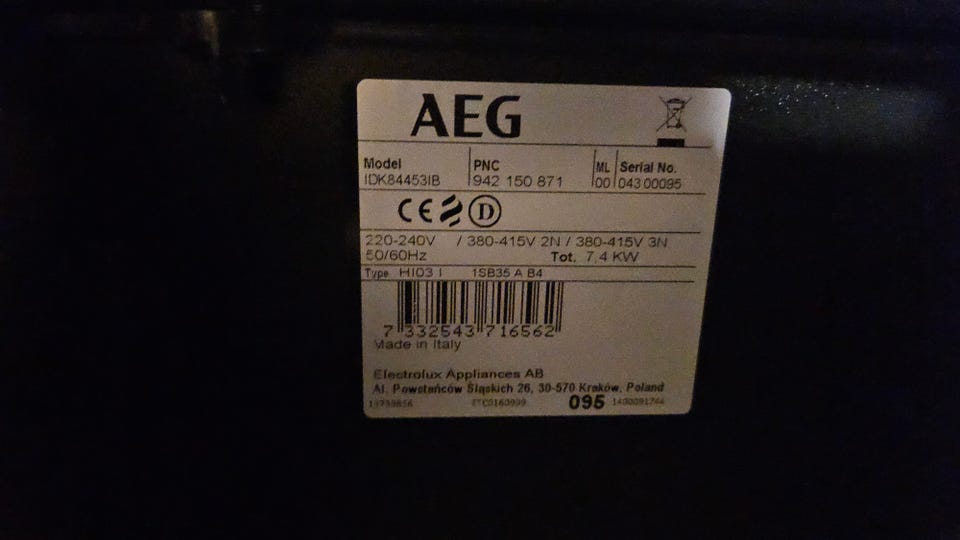 AEG
Model PNC ML Serial No.
IDK84453IB 942 150 871 00 04300095
CE D
220-240V / 380-415V 2N / 380-415V 3N
50/60Hz Tot. 7,4 KW
Type HI03 I 1SB35 A B4
7 332543 716562
Made in Italy
Electrolux Appliances AB
Al. Powstańców Śląskich 26, 30-570 Kraków, Poland
095